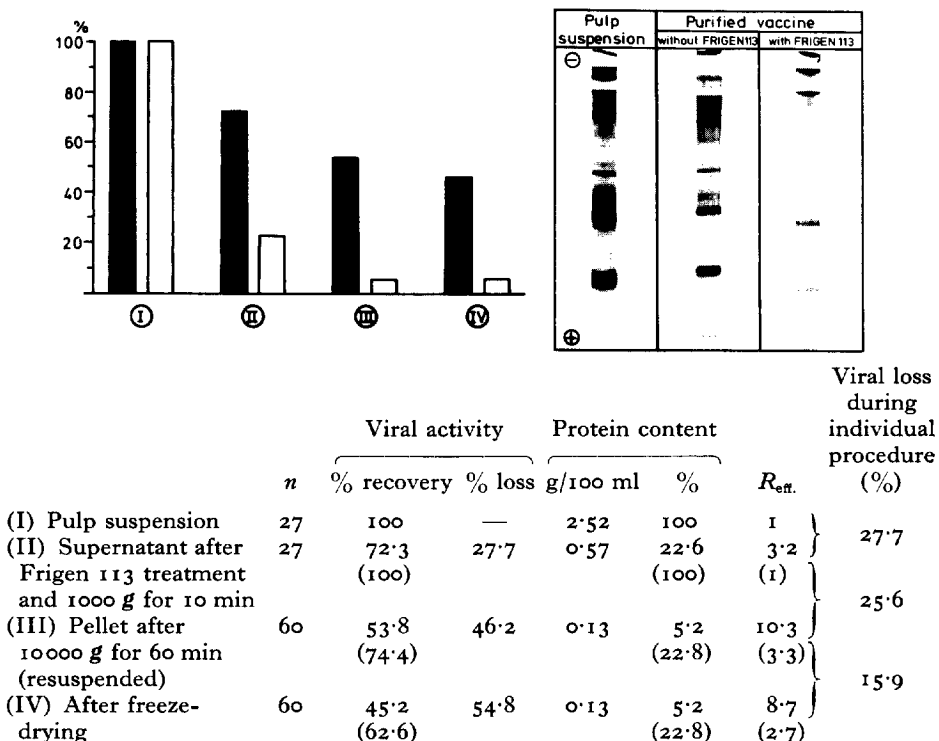 %
100
80
60
40
20
I II III IV
Pulp suspension
Purified vaccine
without FRIGEN 113 with FRIGEN 113
⊖
⊕
Viral loss
during
individual
procedure
(%)
Viral activity Protein content
n % recovery % loss g/100 ml % R_eff.
(I) Pulp suspension 27 100 — 2·52 100 1
27·7
(II) Supernatant after 27 72·3 27·7 0·57 22·6 3·2
Frigen 113 treatment (100) (100) (1)
and 1000 g for 10 min
25·6
(III) Pellet after 60 53·8 46·2 0·13 5·2 10·3
10000 g for 60 min (74·4) (22·8) (3·3)
(resuspended)
15·9
(IV) After freeze- 60 45·2 54·8 0·13 5·2 8·7
drying (62·6) (22·8) (2·7)